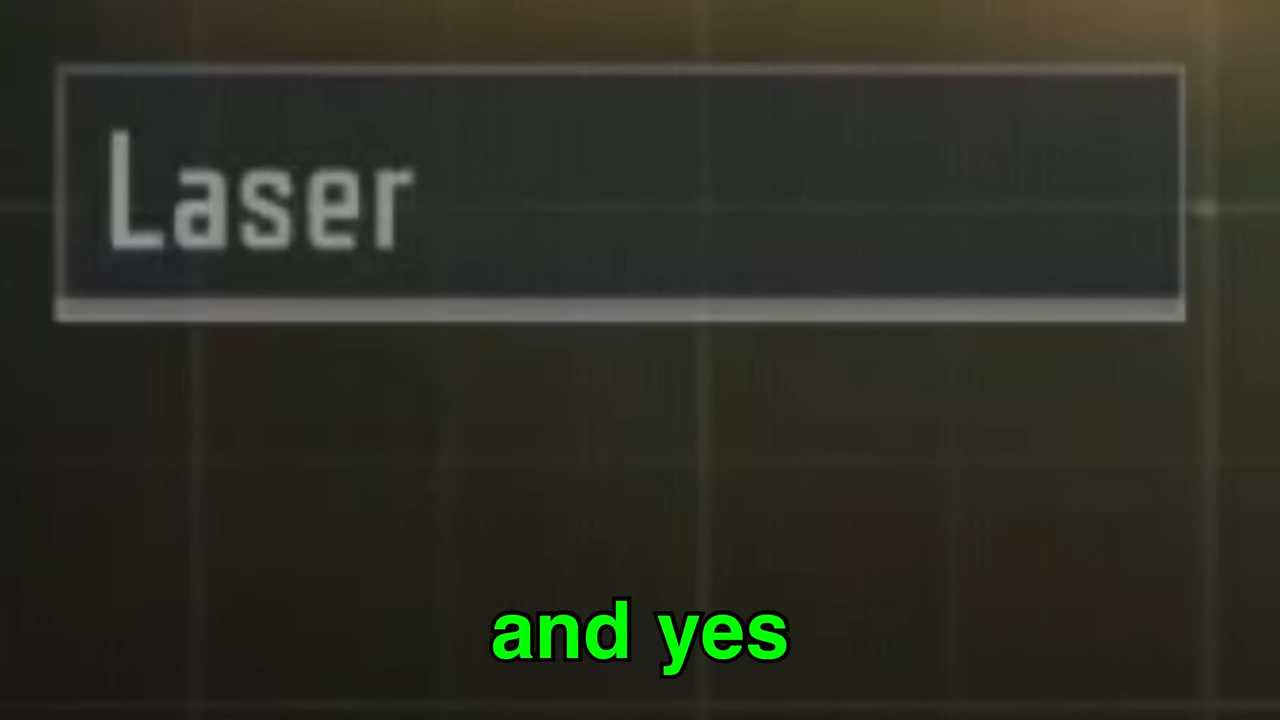 Laser
and yes